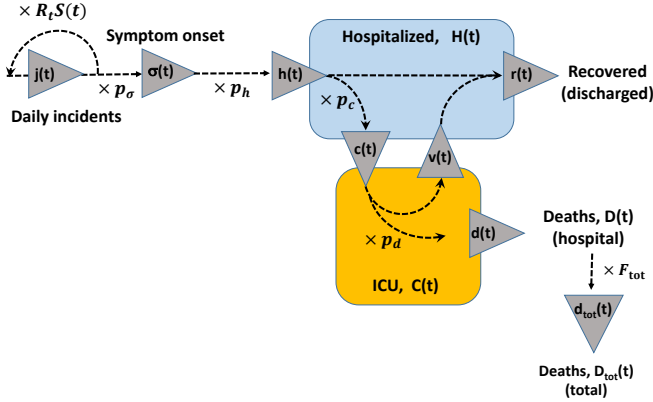 × R_t S(t)
Symptom onset
Hospitalized, H(t)
j(t)
σ(t)
h(t)
r(t)
× p_σ
× p_h
× p_c
Daily incidents
Recovered
(discharged)
c(t)
v(t)
× p_d
d(t)
ICU, C(t)
Deaths, D(t)
(hospital)
× F_tot
d_tot(t)
Deaths, D_tot(t)
(total)